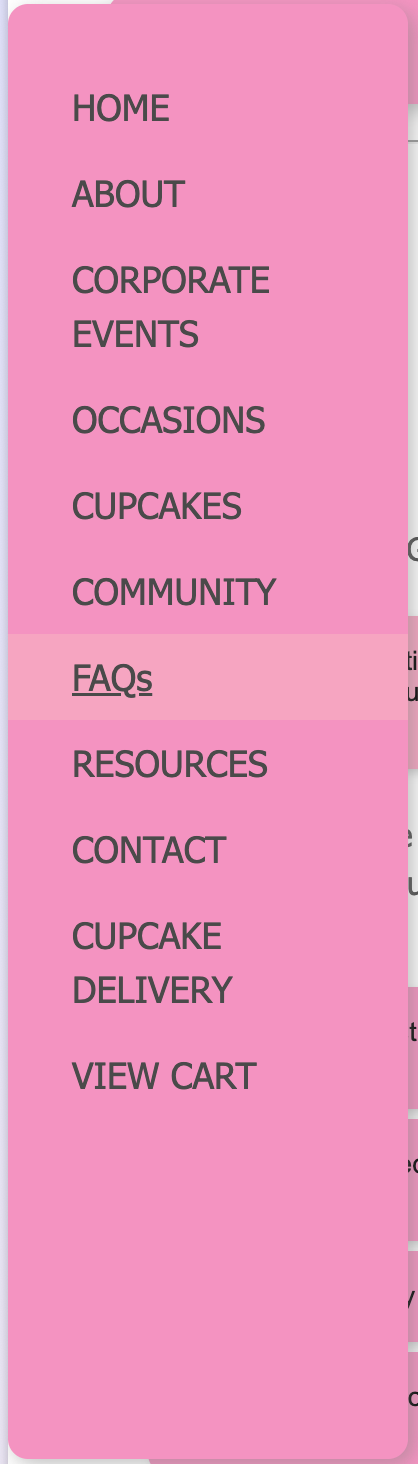 HOME
ABOUT
CORPORATE
EVENTS
OCCASIONS
CUPCAKES
COMMUNITY
FAQs
RESOURCES
CONTACT
CUPCAKE
DELIVERY
VIEW CART